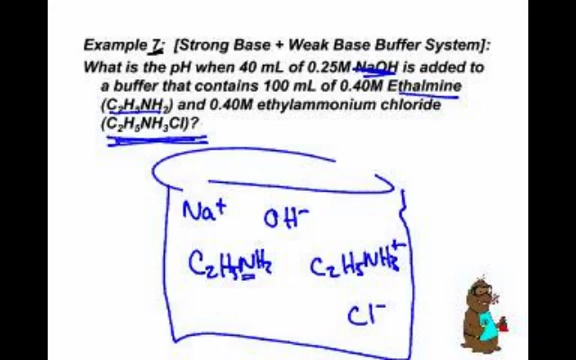 Example 7: [Strong Base + Weak Base Buffer System]:
What is the pH when 40 mL of 0.25M NaOH is added to
a buffer that contains 100 mL of 0.40M Ethalmine
(C₂H₅NH₂) and 0.40M ethylammonium chloride
(C₂H₅NH₃Cl)?
Na⁺ OH⁻
C₂H₅NH₂ C₂H₅NH₃⁺
Cl⁻